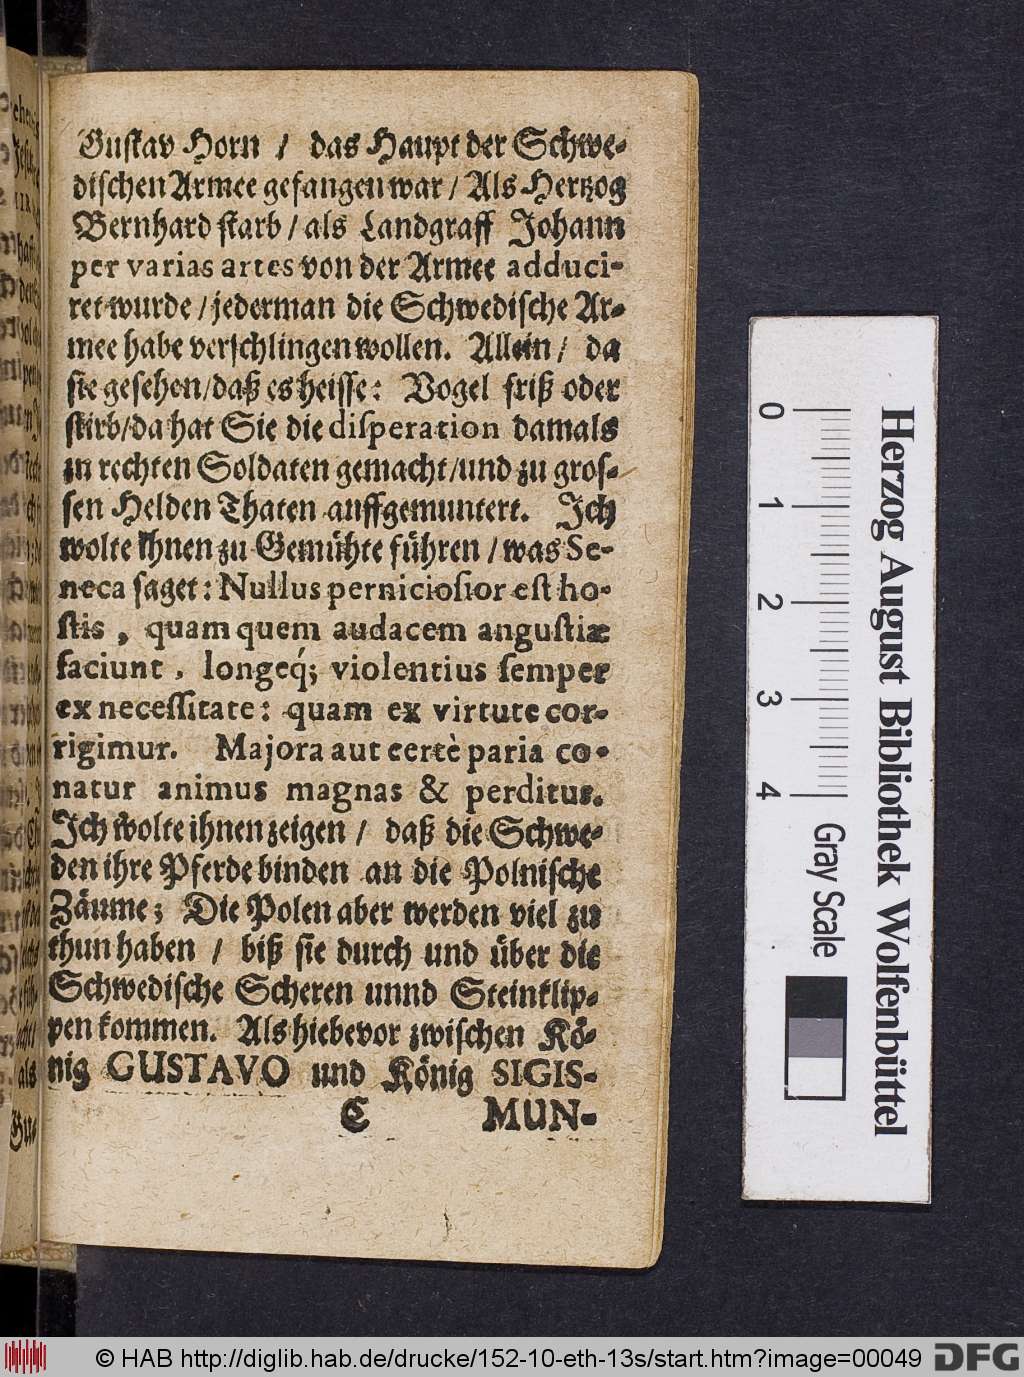 Gustav Horn / das Haupt der Schwe-
dischen Armee gefangen war / Als Hertzog
Bernhard starb / als Landgraff Johann
per varias artes von der Armee adduci-
ret wurde / jederman die Schwedische Ar-
mee habe verschlingen wollen. Allein / da
sie gesehen / daß es heisse: Vogel friß oder
stirb / da hat Sie die disperation damals
zu rechten Soldaten gemacht / und zu gros-
sen Helden Thaten auffgemuntert. Ich
wolte ihnen zu Gemühte führen / was Se-
neca saget: Nullus perniciosior est ho-
stis, quam quem audacem angustiæ
faciunt, longeq́; violentius semper
ex necessitate: quam ex virtute cor-
rigimur. Majora aut certè paria co-
natur animus magnas & perditus.
Ich wolte ihnen zeigen / daß die Schwe-
den ihre Pferde binden an die Polnische
Zäume; Die Polen aber werden viel zu
thun haben / biß sie durch und über die
Schwedische Scheren unnd Steinklip-
pen kommen. Als hiebevor zwischen Kö-
nig GUSTAVO und König SIGIS-
C MUN-
0 1 2 3 4
Gray Scale
Herzog August Bibliothek Wolfenbüttel
© HAB http://diglib.hab.de/drucke/152-10-eth-13s/start.htm?image=00049
DFG